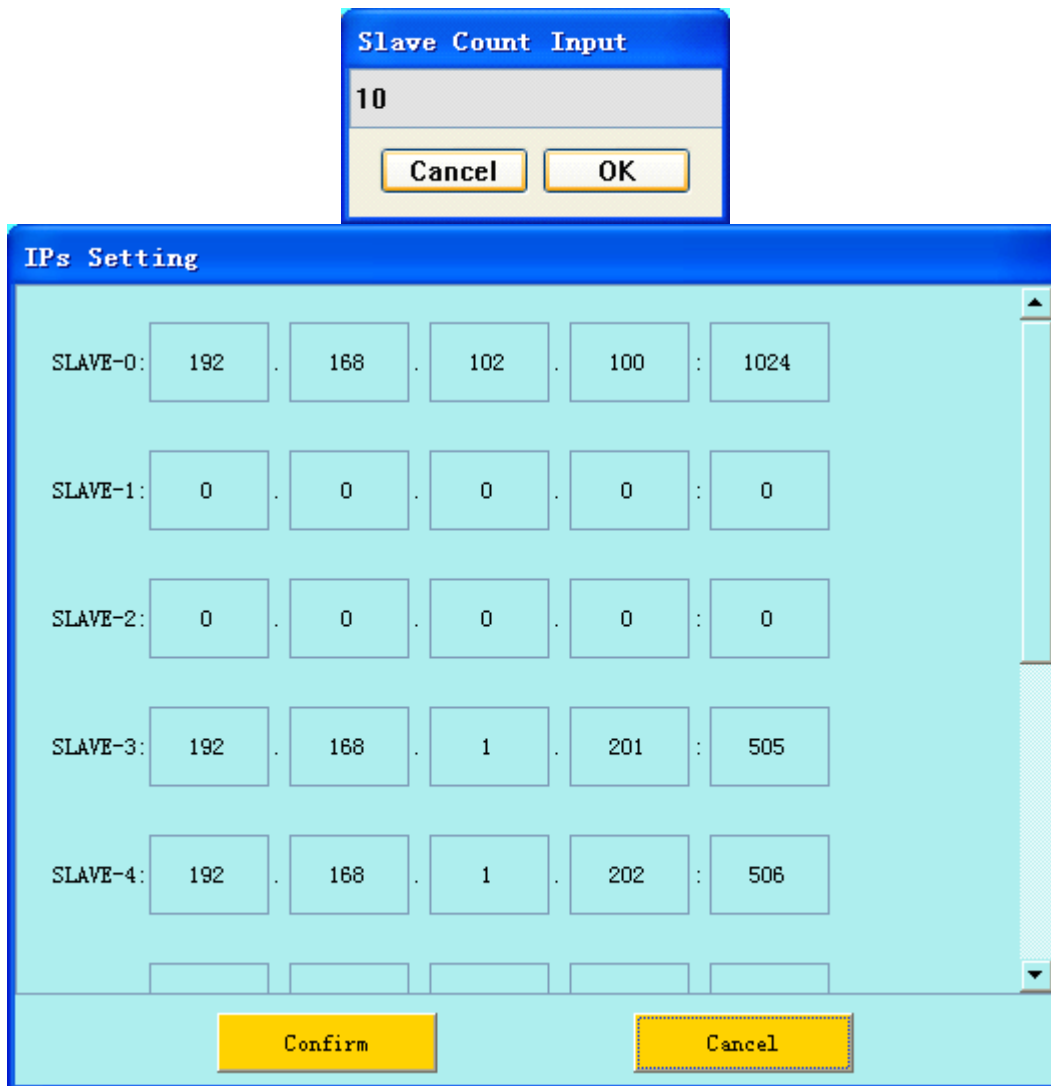 Slave Count Input
10
Cancel OK
IPs Setting
SLAVE-0: 192 . 168 . 102 . 100 : 1024
SLAVE-1: 0 . 0 . 0 . 0 : 0
SLAVE-2: 0 . 0 . 0 . 0 : 0
SLAVE-3: 192 . 168 . 1 . 201 : 505
SLAVE-4: 192 . 168 . 1 . 202 : 506
Confirm Cancel